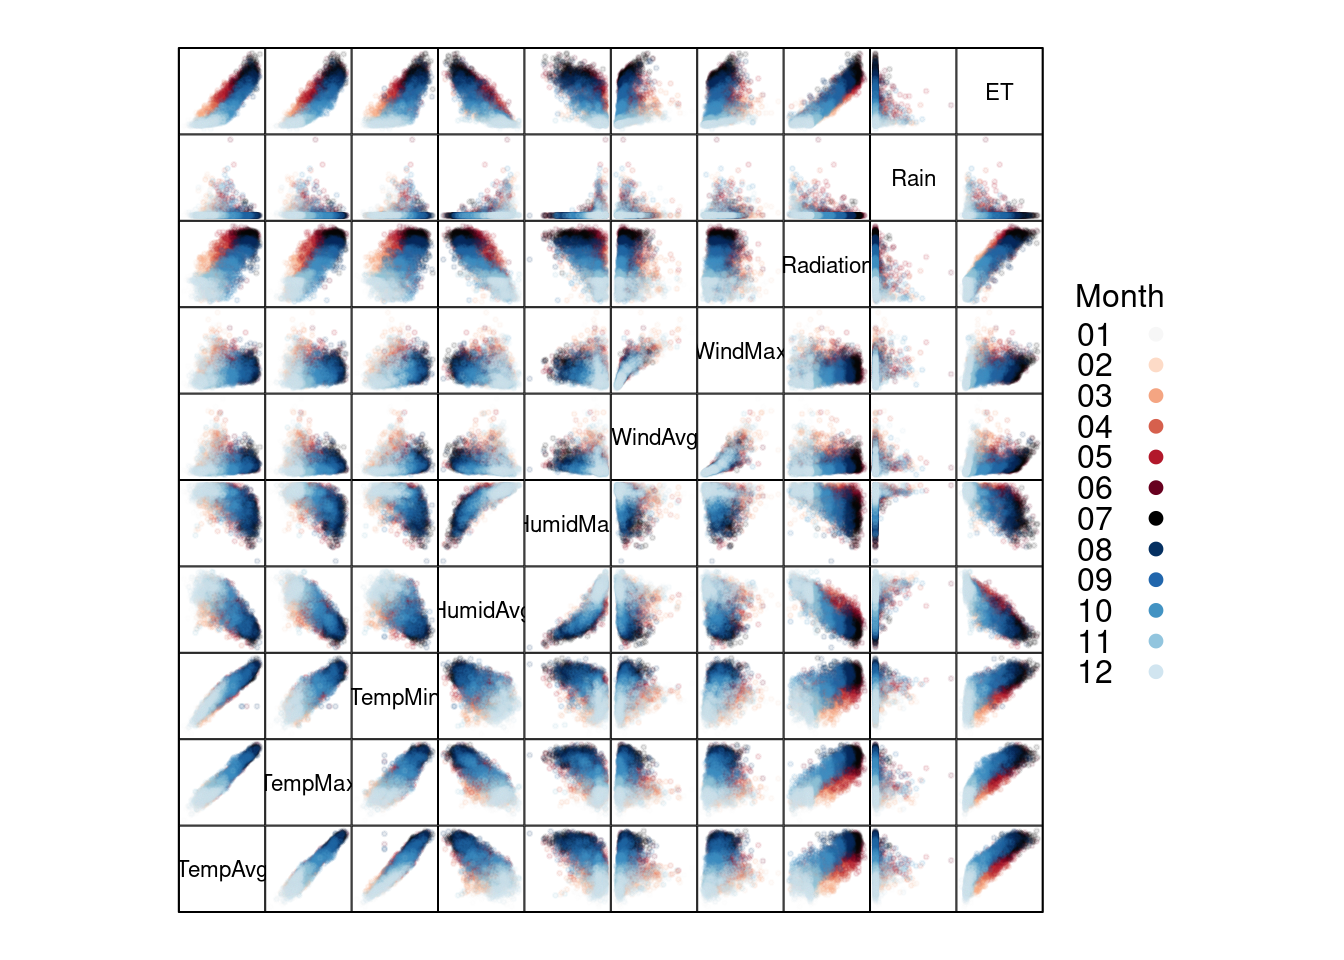 ET
Rain
Radiation
WindMax
WindAvg
HumidMa
HumidAvg
TempMin
TempMax
TempAvg
Month
01
02
03
04
05
06
07
08
09
10
11
12